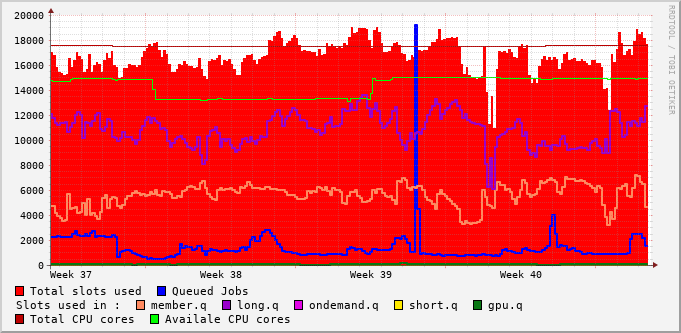 20000
18000
16000
14000
12000
10000
8000
6000
4000
2000
0
Week 37 Week 38 Week 39 Week 40
RRDTOOL / TOBI OETIKER
Total slots used Queued Jobs
Slots used in : member.q long.q ondemand.q short.q gpu.q
Total CPU cores Availale CPU cores